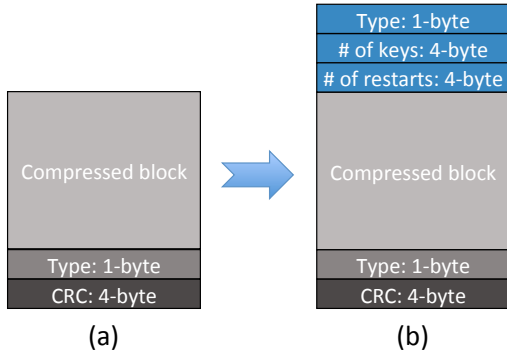 Type: 1-byte
# of keys: 4-byte
# of restarts: 4-byte
Compressed block
Compressed block
Type: 1-byte
Type: 1-byte
CRC: 4-byte
CRC: 4-byte
(a)
(b)